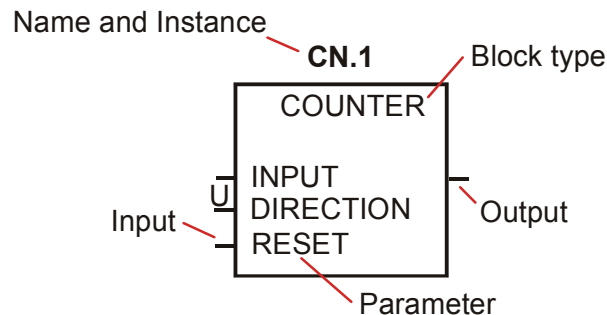 Name and Instance
CN.1
Block type
COUNTER
INPUT
U
DIRECTION
Input
RESET
Output
Parameter